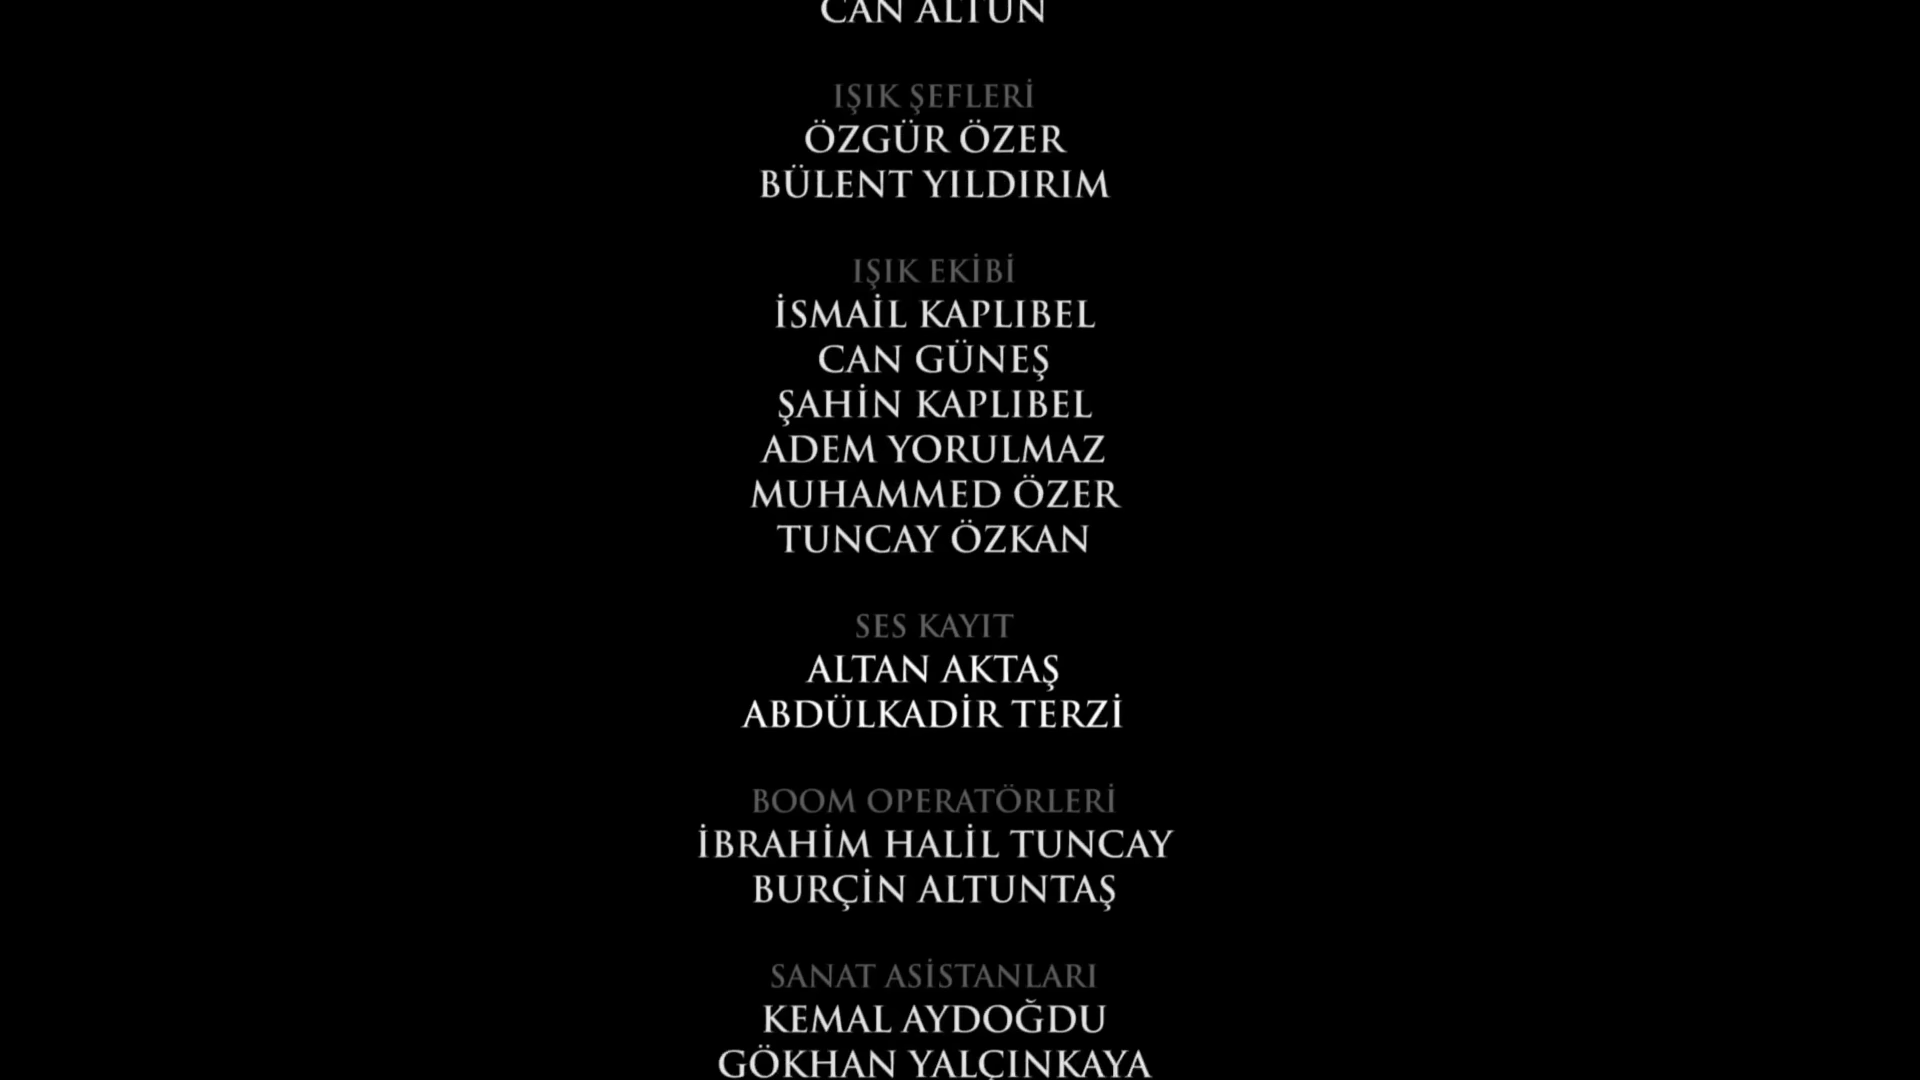 CAN ALTUN
IŞIK ŞEFLERİ
ÖZGÜR ÖZER
BÜLENT YILDIRIM
IŞIK EKİBİ
İSMAİL KAPLIBEL
CAN GÜNEŞ
ŞAHİN KAPLIBEL
ADEM YORULMAZ
MUHAMMED ÖZER
TUNCAY ÖZKAN
SES KAYIT
ALTAN AKTAŞ
ABDÜLKADİR TERZİ
BOOM OPERATÖRLERİ
İBRAHİM HALİL TUNCAY
BURÇİN ALTUNTAŞ
SANAT ASİSTANLARI
KEMAL AYDOĞDU
GÖKHAN YALÇINKAYA